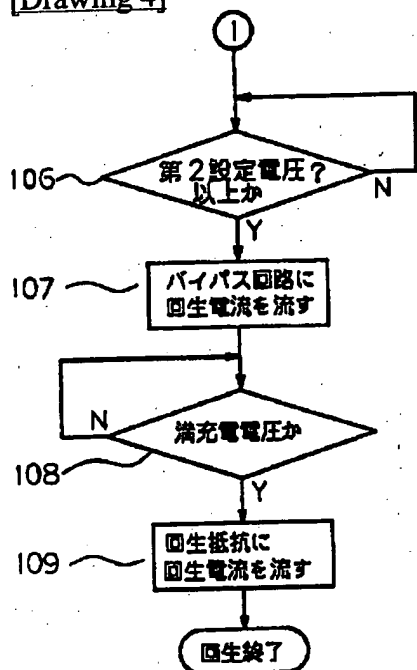 [Drawing 4]
1
106
第2設定電圧?
以上か
N
Y
107
バイパス回路に
回生電流を流す
N
満充電電圧か
108
Y
109
回生抵抗に
回生電流を流す
回生終了